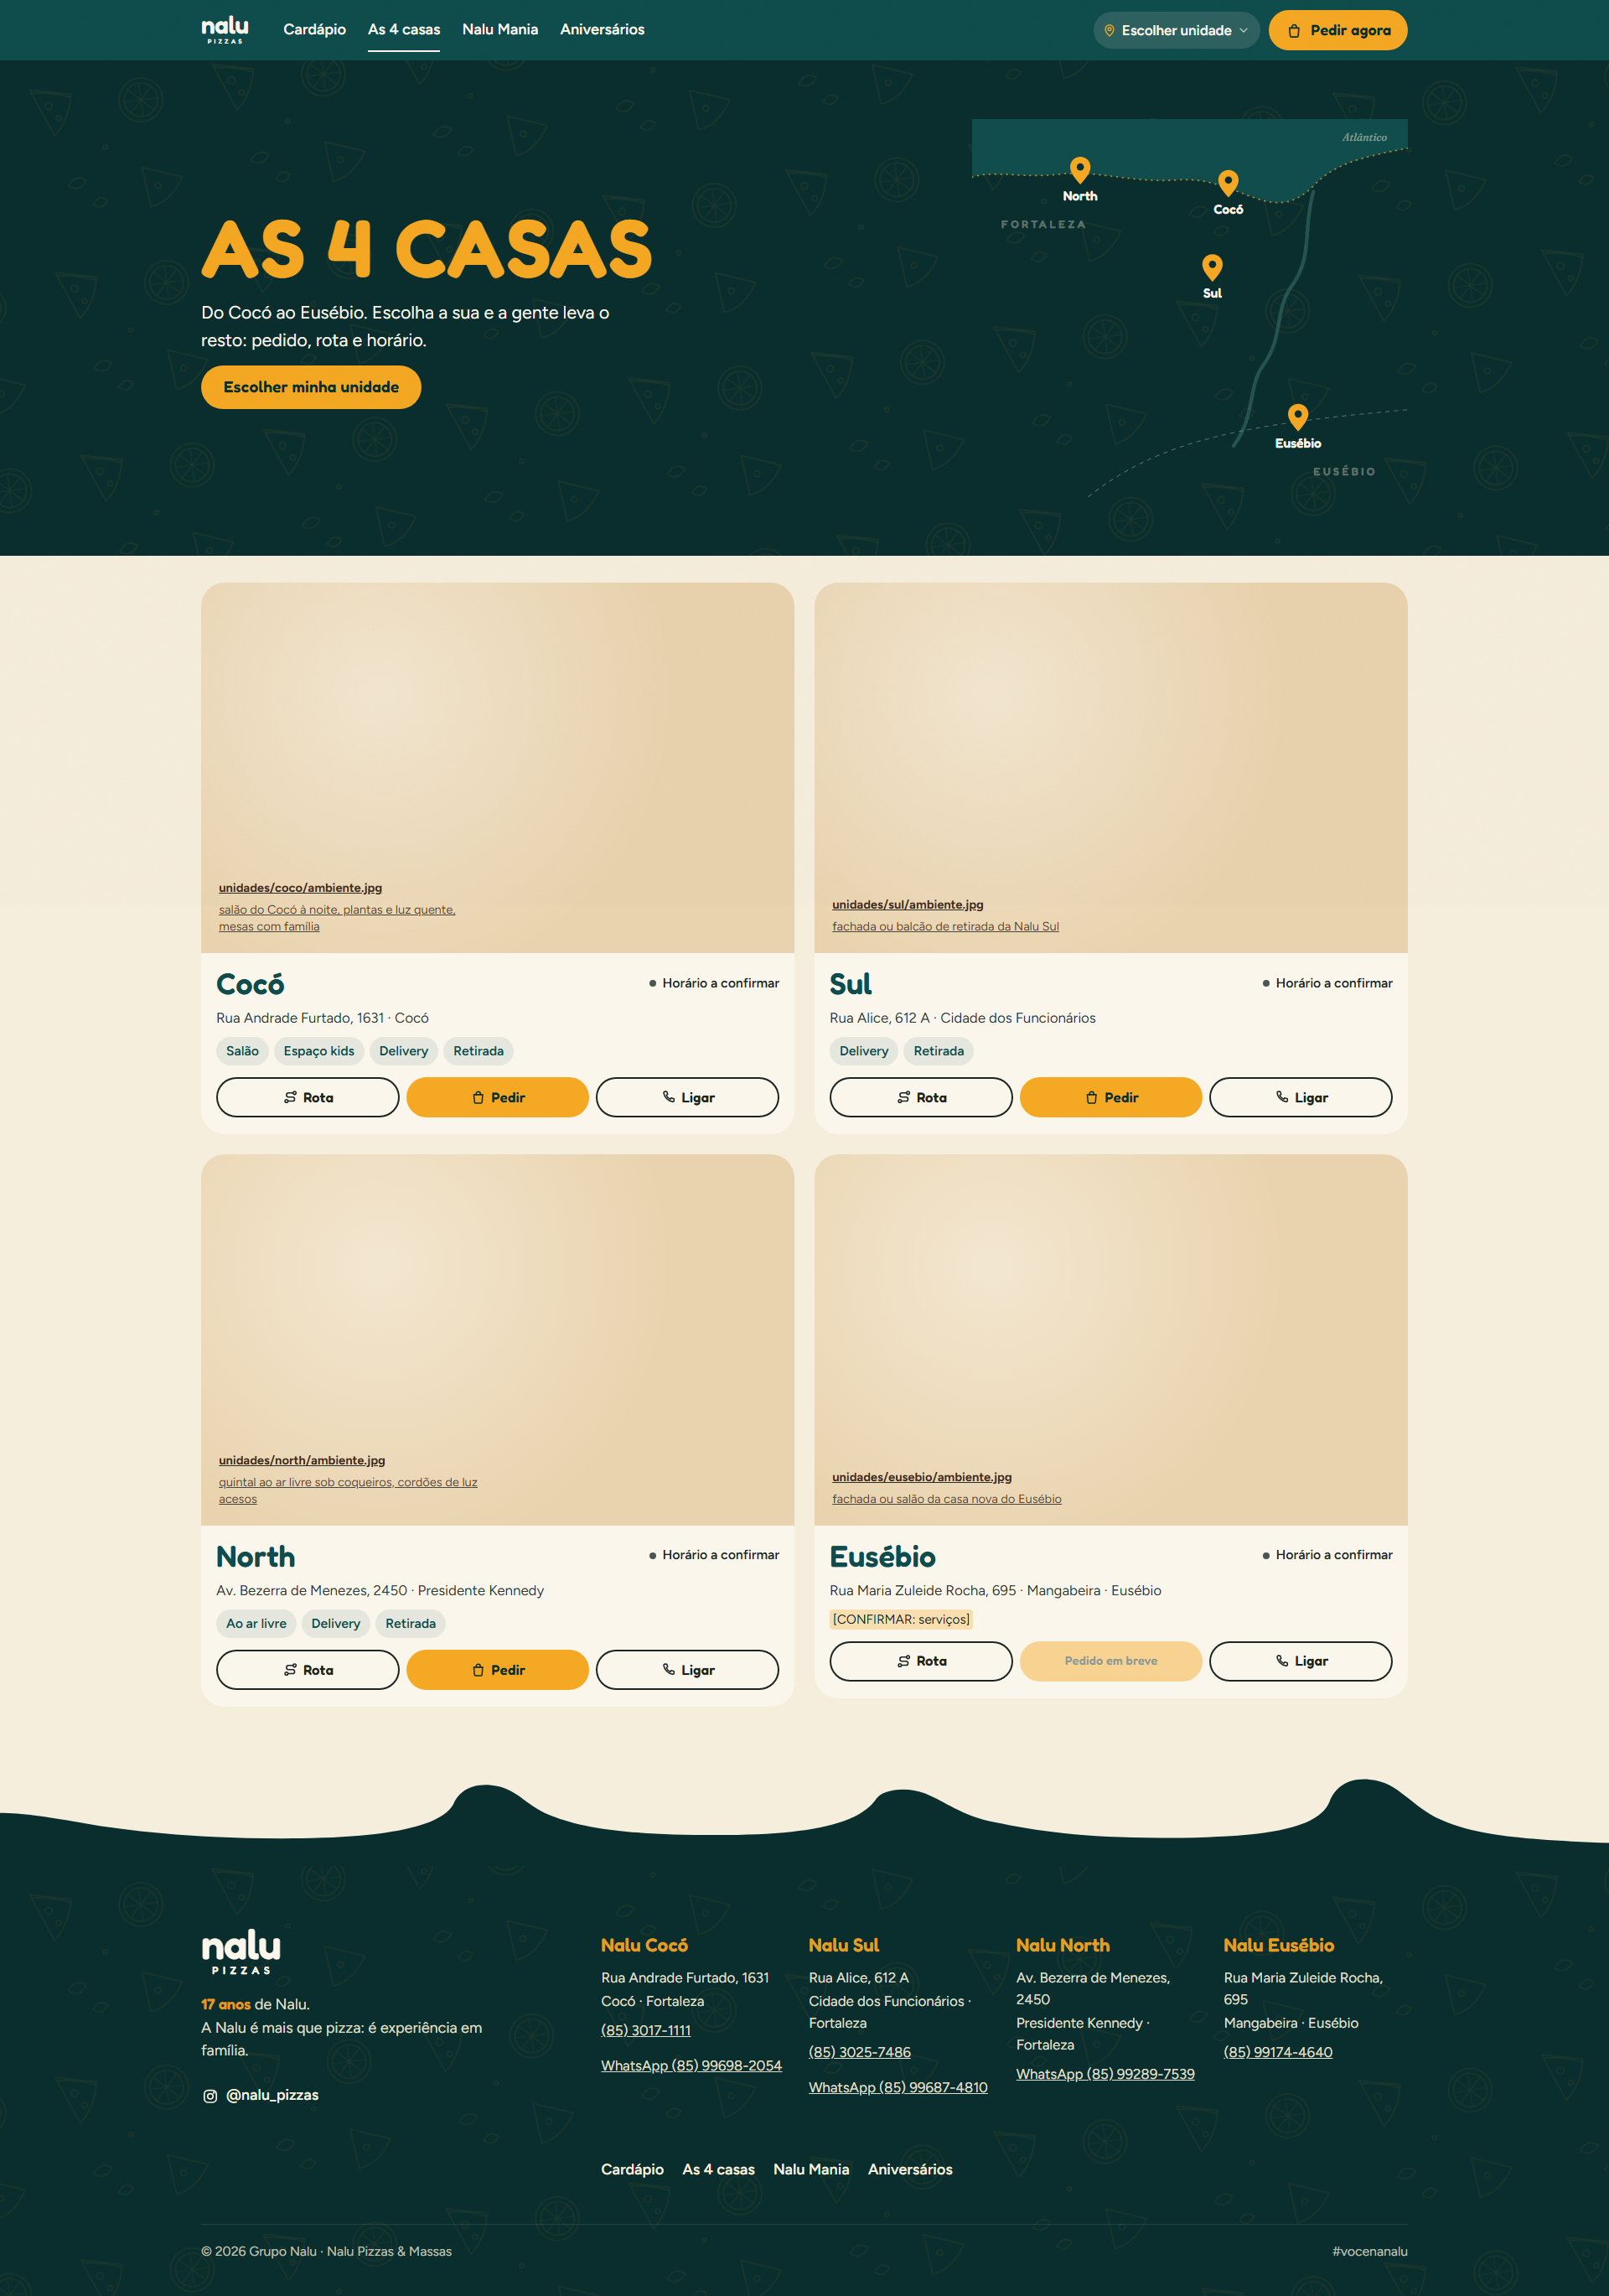 nalu
PIZZAS
Cardápio
As 4 casas
Nalu Mania
Aniversários
Escolher unidade
Pedir agora
AS 4 CASAS
Do Cocó ao Eusébio. Escolha a sua e a gente leva o
resto: pedido, rota e horário.
Escolher minha unidade
Atlântico
North
Cocó
FORTALEZA
Sul
Eusébio
EUSÉBIO
unidades/coco/ambiente.jpg
salão do Cocó à noite, plantas e luz quente,
mesas com família
Cocó
Horário a confirmar
Rua Andrade Furtado, 1631 · Cocó
Salão
Espaço kids
Delivery
Retirada
Rota
Pedir
Ligar
unidades/sul/ambiente.jpg
fachada ou balcão de retirada da Nalu Sul
Sul
Horário a confirmar
Rua Alice, 612 A · Cidade dos Funcionários
Delivery
Retirada
Rota
Pedir
Ligar
unidades/north/ambiente.jpg
quintal ao ar livre sob coqueiros, cordões de luz
acesos
North
Horário a confirmar
Av. Bezerra de Menezes, 2450 · Presidente Kennedy
Ao ar livre
Delivery
Retirada
Rota
Pedir
Ligar
unidades/eusebio/ambiente.jpg
fachada ou salão da casa nova do Eusébio
Eusébio
Horário a confirmar
Rua Maria Zuleide Rocha, 695 · Mangabeira · Eusébio
[CONFIRMAR: serviços]
Rota
Pedido em breve
Ligar
nalu
PIZZAS
17 anos de Nalu.
A Nalu é mais que pizza: é experiência em
família.
@nalu_pizzas
Nalu Cocó
Rua Andrade Furtado, 1631
Cocó · Fortaleza
(85) 3017-1111
WhatsApp (85) 99698-2054
Nalu Sul
Rua Alice, 612 A
Cidade dos Funcionários ·
Fortaleza
(85) 3025-7486
WhatsApp (85) 99687-4810
Nalu North
Av. Bezerra de Menezes,
2450
Presidente Kennedy ·
Fortaleza
WhatsApp (85) 99289-7539
Nalu Eusébio
Rua Maria Zuleide Rocha,
695
Mangabeira · Eusébio
(85) 99174-4640
Cardápio
As 4 casas
Nalu Mania
Aniversários
© 2026 Grupo Nalu · Nalu Pizzas & Massas
#vocenanalu